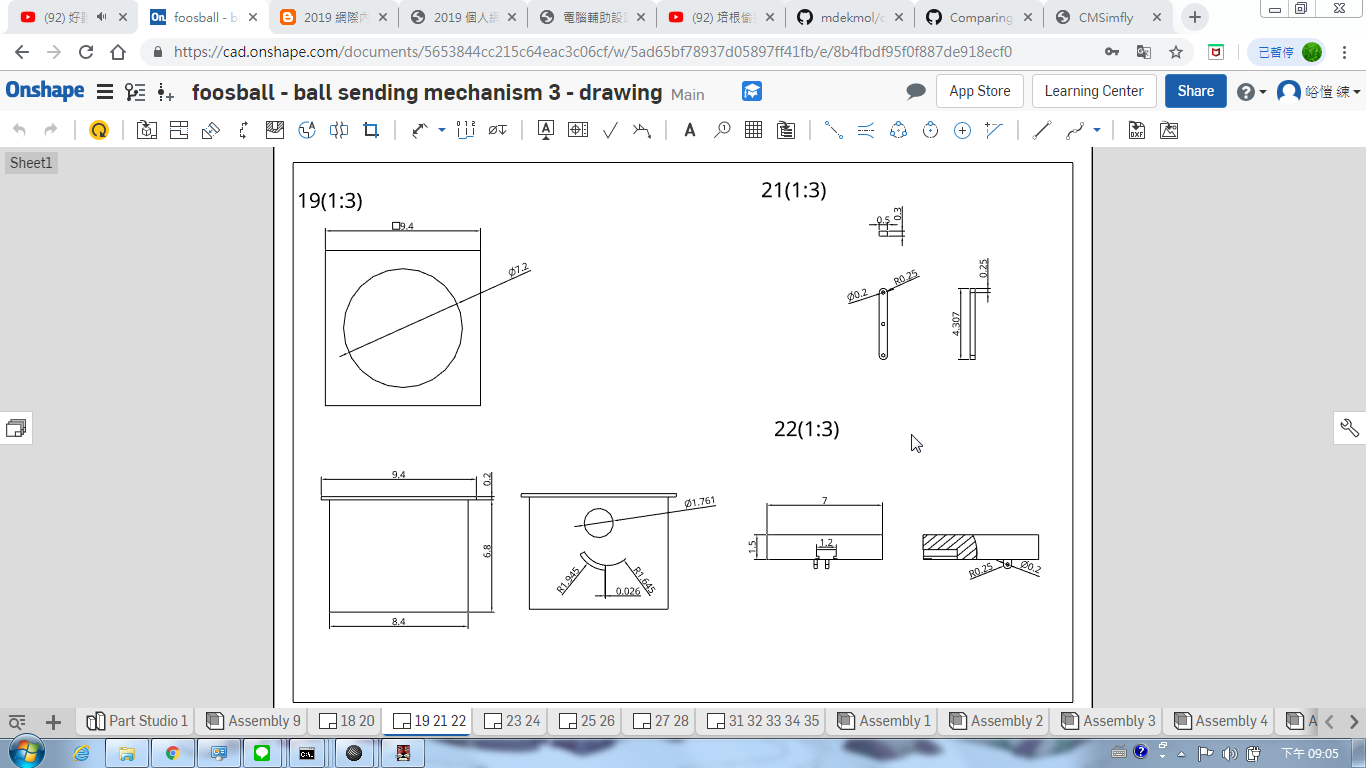 (92) 好
foosball - b
2019 網際內
2019 個人網
電腦輔助設
(92) 培根偷
mdekmol/c
Comparing
CMSimfly
https://cad.onshape.com/documents/5653844cc215c64eac3c06cf/w/5ad65bf78937d05897ff41fb/e/8b4fbdf95f0f887de918ecf0
已暫停
Onshape
foosball - ball sending mechanism 3 - drawing Main
App Store
Learning Center
Share
峪愷 練
Sheet1
19(1:3)
21(1:3)
□9.4
Ø7.2
0.5
0.3
Ø0.2
R0.25
0.25
4.307
22(1:3)
9.4
0.2
6.8
8.4
Ø1.761
R1.945
R1.645
0.026
7
1.5
1.2
R0.25
Ø0.2
Part Studio 1
Assembly 9
18 20
19 21 22
23 24
25 26
27 28
31 32 33 34 35
Assembly 1
Assembly 2
Assembly 3
Assembly 4
A
下午 09:05